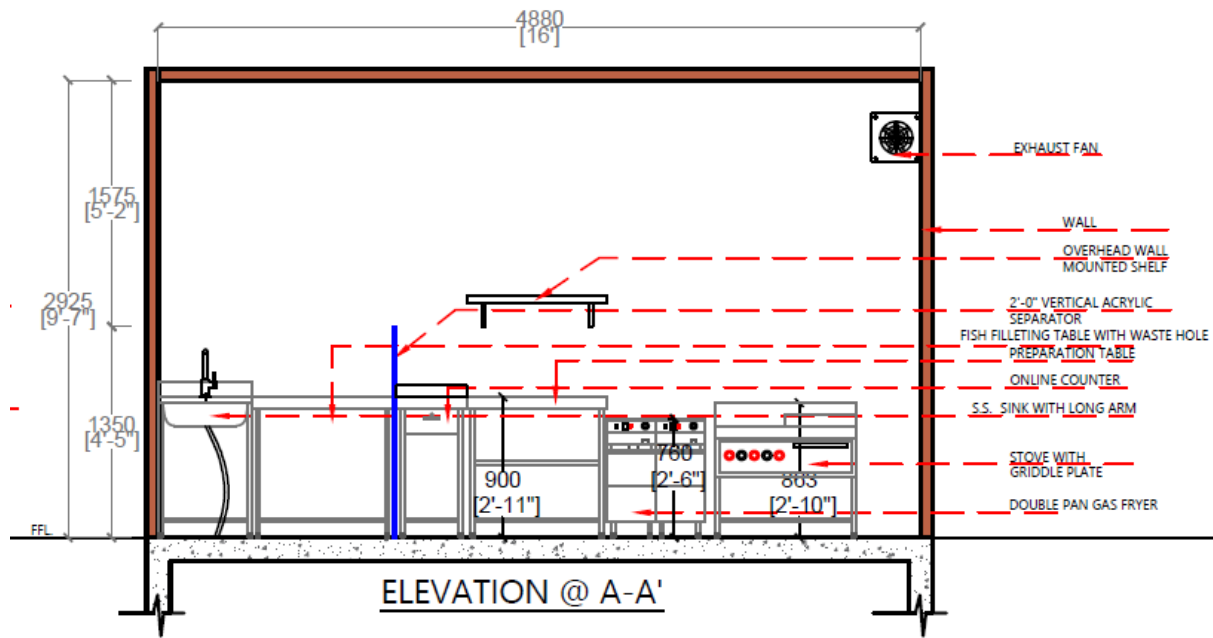 4880
[16']
EXHAUST FAN
1575
[5'-2"]
WALL
OVERHEAD WALL
MOUNTED SHELF
2925
[9'-7"]
2'-0" VERTICAL ACRYLIC
SEPARATOR
FISH FILLETING TABLE WITH WASTE HOLE
PREPARATION TABLE
ONLINE COUNTER
S.S. SINK WITH LONG ARM
1350
[4'-5"]
STOVE WITH
GRIDDLE PLATE
760
[2'-6"]
900
[2'-11"]
863
[2'-10"]
DOUBLE PAN GAS FRYER
FFL.
ELEVATION @ A-A'